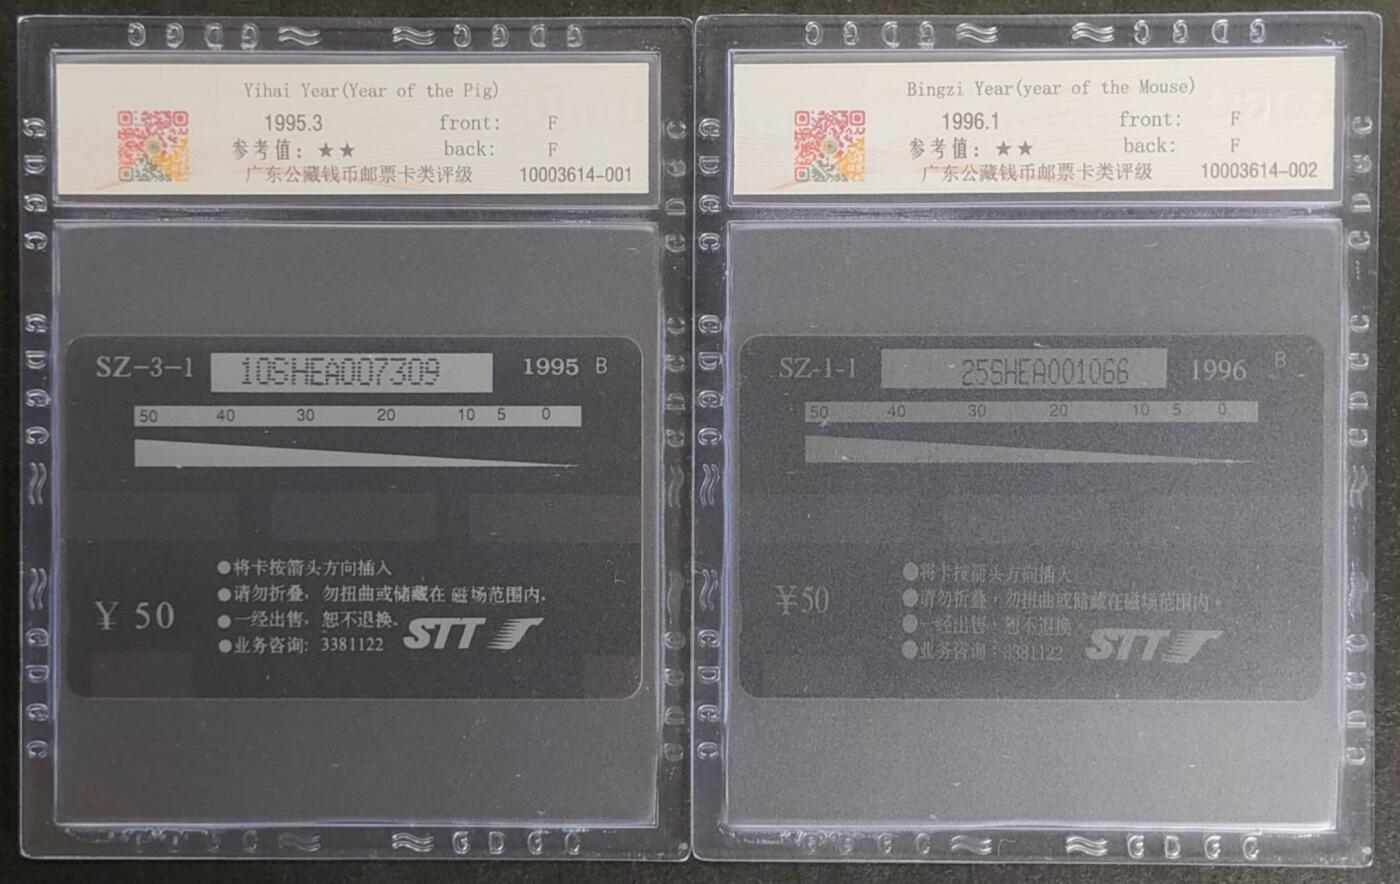 Yihai Year(Year of the Pig)
1995.3
front: F
参考值: ★★
back: F
广东公藏钱币邮票卡类评级
10003614-001
SZ-3-1
10SHEA007309
1995 B
50 40 30 20 10 5 0
●将卡按箭头方向插入
●请勿折叠，勿扭曲或储藏在 磁场范围内.
¥ 50
●一经出售，恕不退换.
●业务咨询: 3381122
STT
Bingzi Year(year of the Mouse)
1996.1
front: F
参考值: ★★
back: F
广东公藏钱币邮票卡类评级
10003614-002
SZ-1-1
25SHEA001066
1996 B
50 40 30 20 10 5 0
●将卡按箭头方向插入
●请勿折叠，勿扭曲或储藏在磁场范围内。
¥50
●一经出售，恕不退换。
●业务咨询：3381122
STT